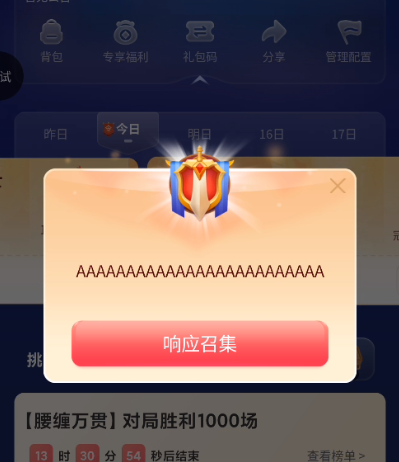 背包
专享福利
礼包码
分享
管理配置
试
昨日
今日
明日
16日
17日
AAAAAAAAAAAAAAAAAAAAAAAAA
响应召集
挑
【腰缠万贯】对局胜利1000场
13 时 30 分 54 秒后结束
查看榜单 >